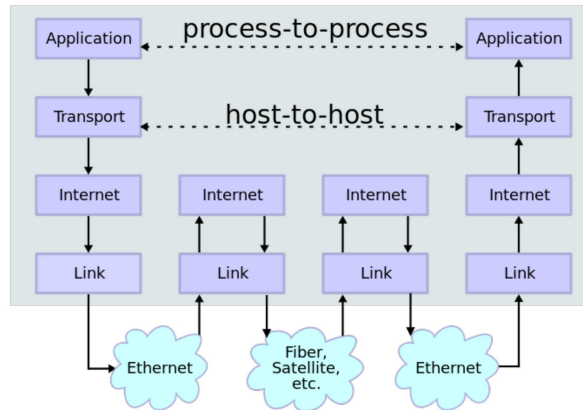 process-to-process
Application
Application
host-to-host
Transport
Transport
Internet
Internet
Internet
Internet
Link
Link
Link
Link
Ethernet
Fiber,
Satellite,
etc.
Ethernet